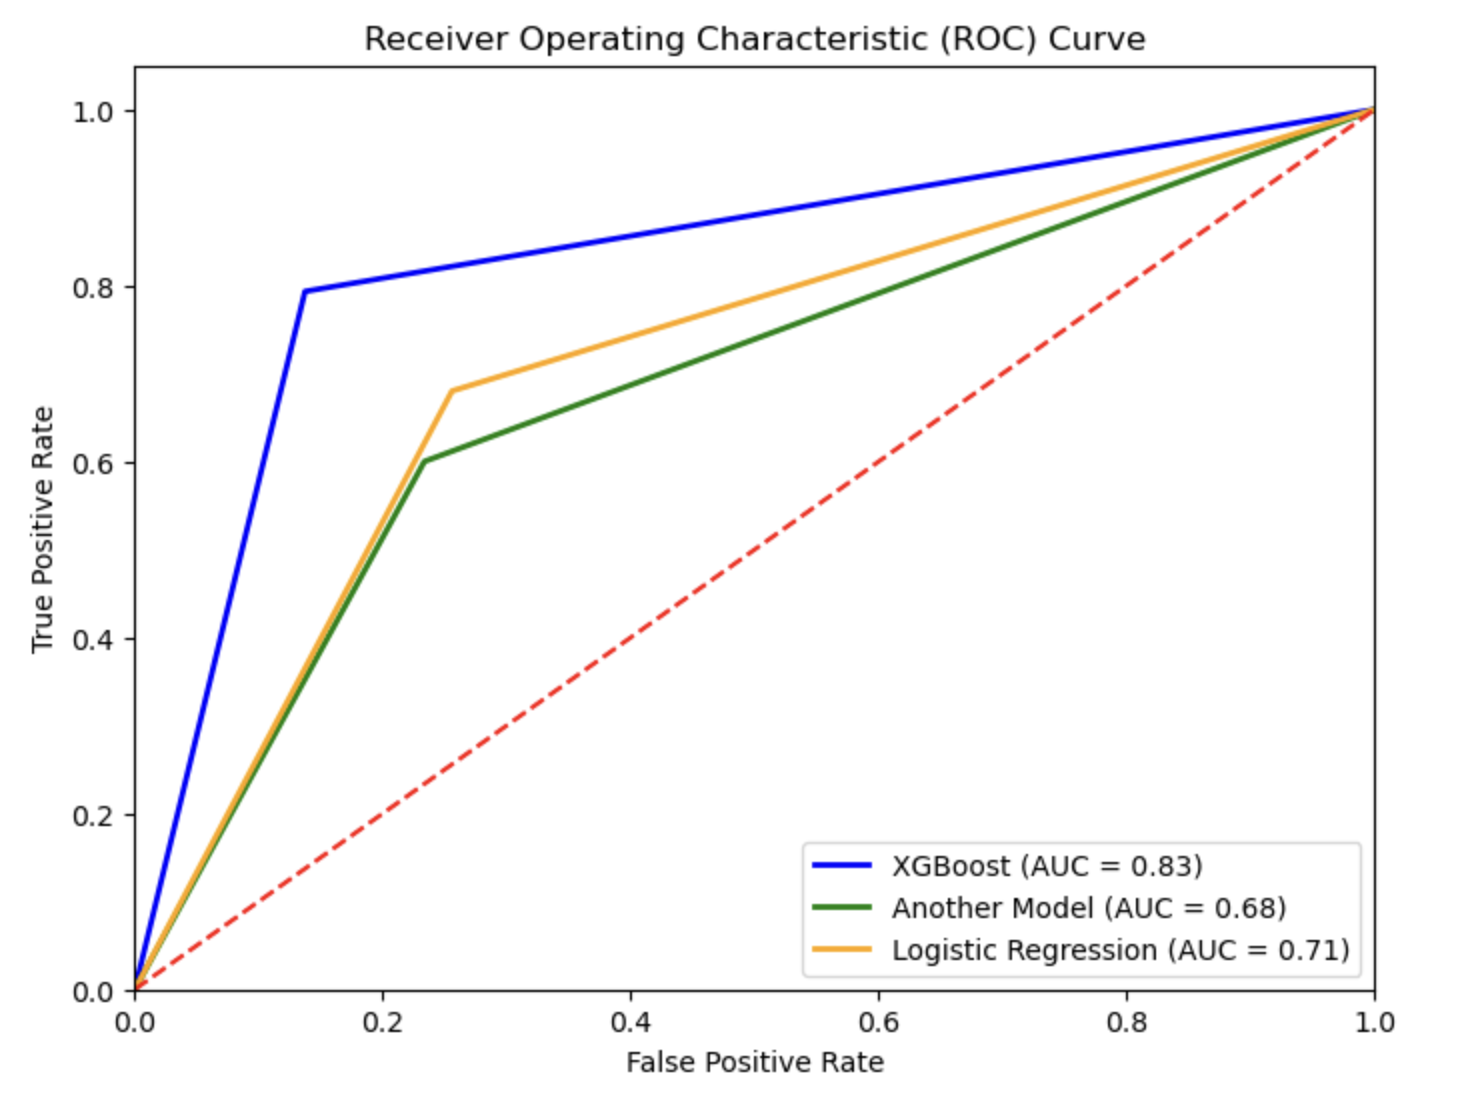 Receiver Operating Characteristic (ROC) Curve
True Positive Rate
1.0
0.8
0.6
0.4
0.2
0.0
0.0 0.2 0.4 0.6 0.8 1.0
False Positive Rate
XGBoost (AUC = 0.83)
Another Model (AUC = 0.68)
Logistic Regression (AUC = 0.71)